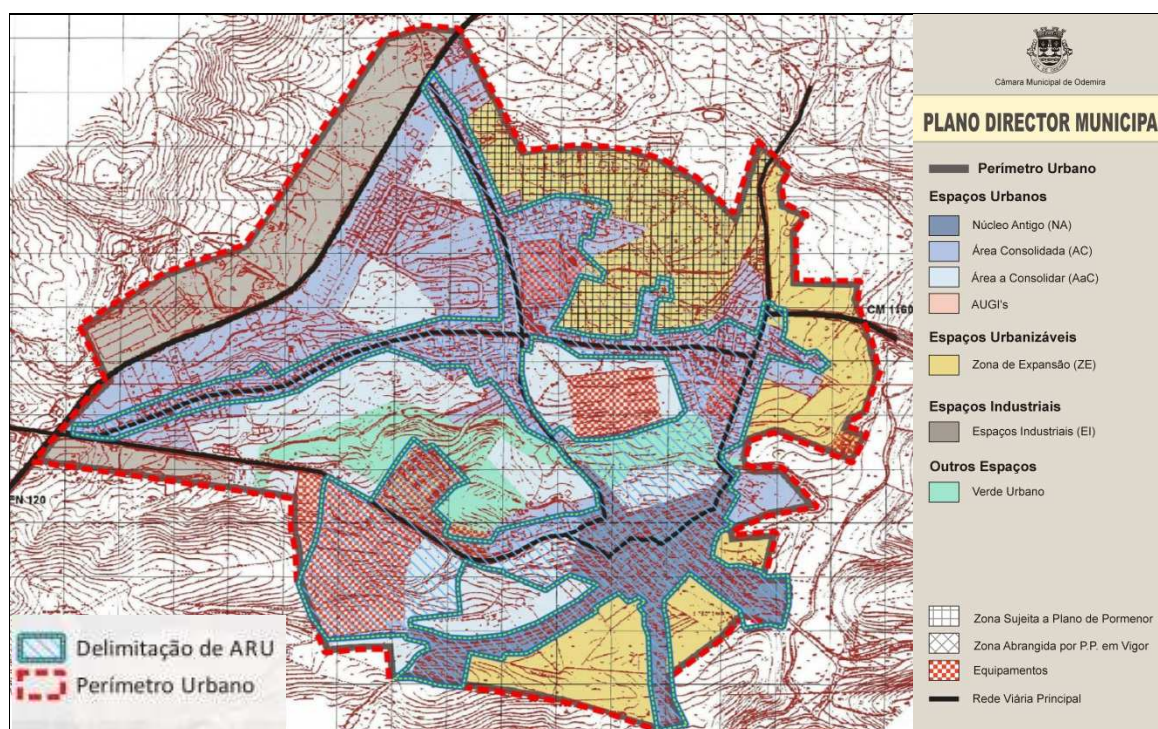 Câmara Municipal de Odemira
PLANO DIRECTOR MUNICIPA
Perímetro Urbano
Espaços Urbanos
Núcleo Antigo (NA)
Área Consolidada (AC)
Área a Consolidar (AaC)
AUGI's
Espaços Urbanizáveis
Zona de Expansão (ZE)
Espaços Industriais
Espaços Industriais (EI)
Outros Espaços
Verde Urbano
Zona Sujeita a Plano de Pormenor
Zona Abrangida por P.P. em Vigor
Equipamentos
Rede Viária Principal
CM 1160
EN 120
Delimitação de ARU
Perímetro Urbano